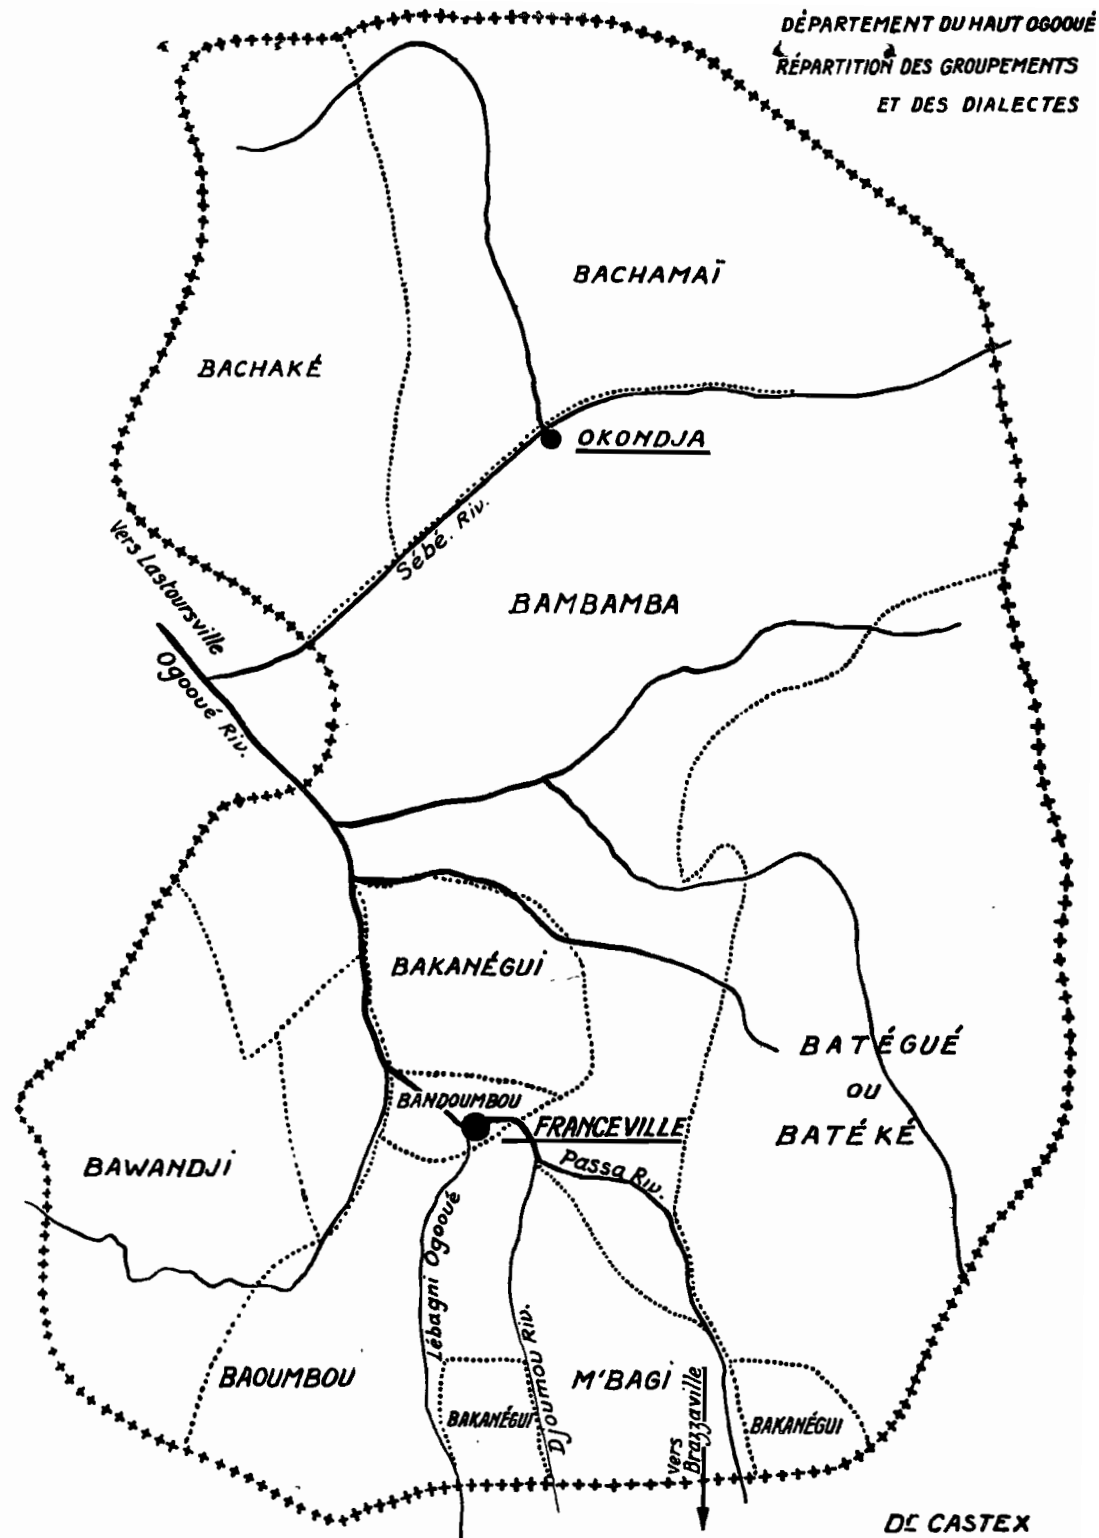 DÉPARTEMENT DU HAUT OGOOUÉ
RÉPARTITION DES GROUPEMENTS
ET DES DIALECTES
BACHAMAÏ
BACHAKÉ
OKONDJA
Sébé. Riv.
Vers Lastoursville
BAMBAMBA
Ogooué Riv.
BAKANÉGUI
BATÉGUÉ
OU
BATÉKÉ
BANDOUMBOU
FRANCEVILLE
BAWANDJI
Passa Riv.
Lébagni Ogooué
Djoumou Riv.
BAOUMBOU
M'BAGI
BAKANÉGUI
BAKANÉGUI
Vers
Brazzaville
Dr CASTEX